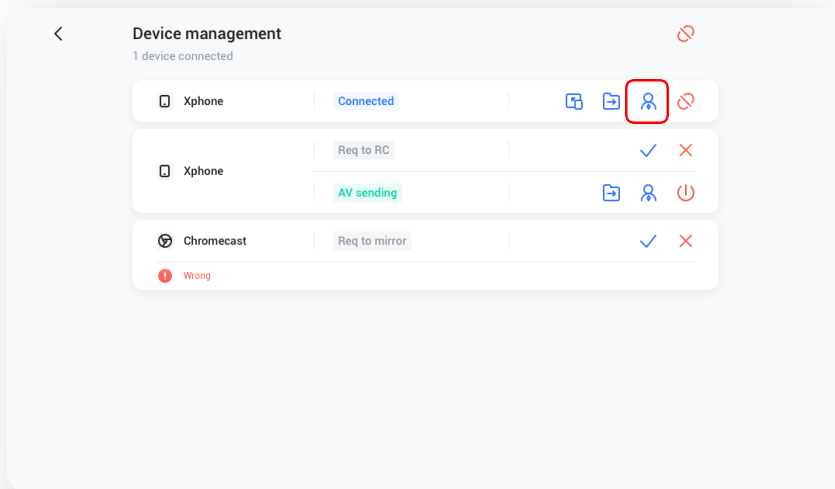 Device management
1 device connected
Xphone
Connected
Xphone
Req to RC
AV sending
Chromecast
Req to mirror
Wrong